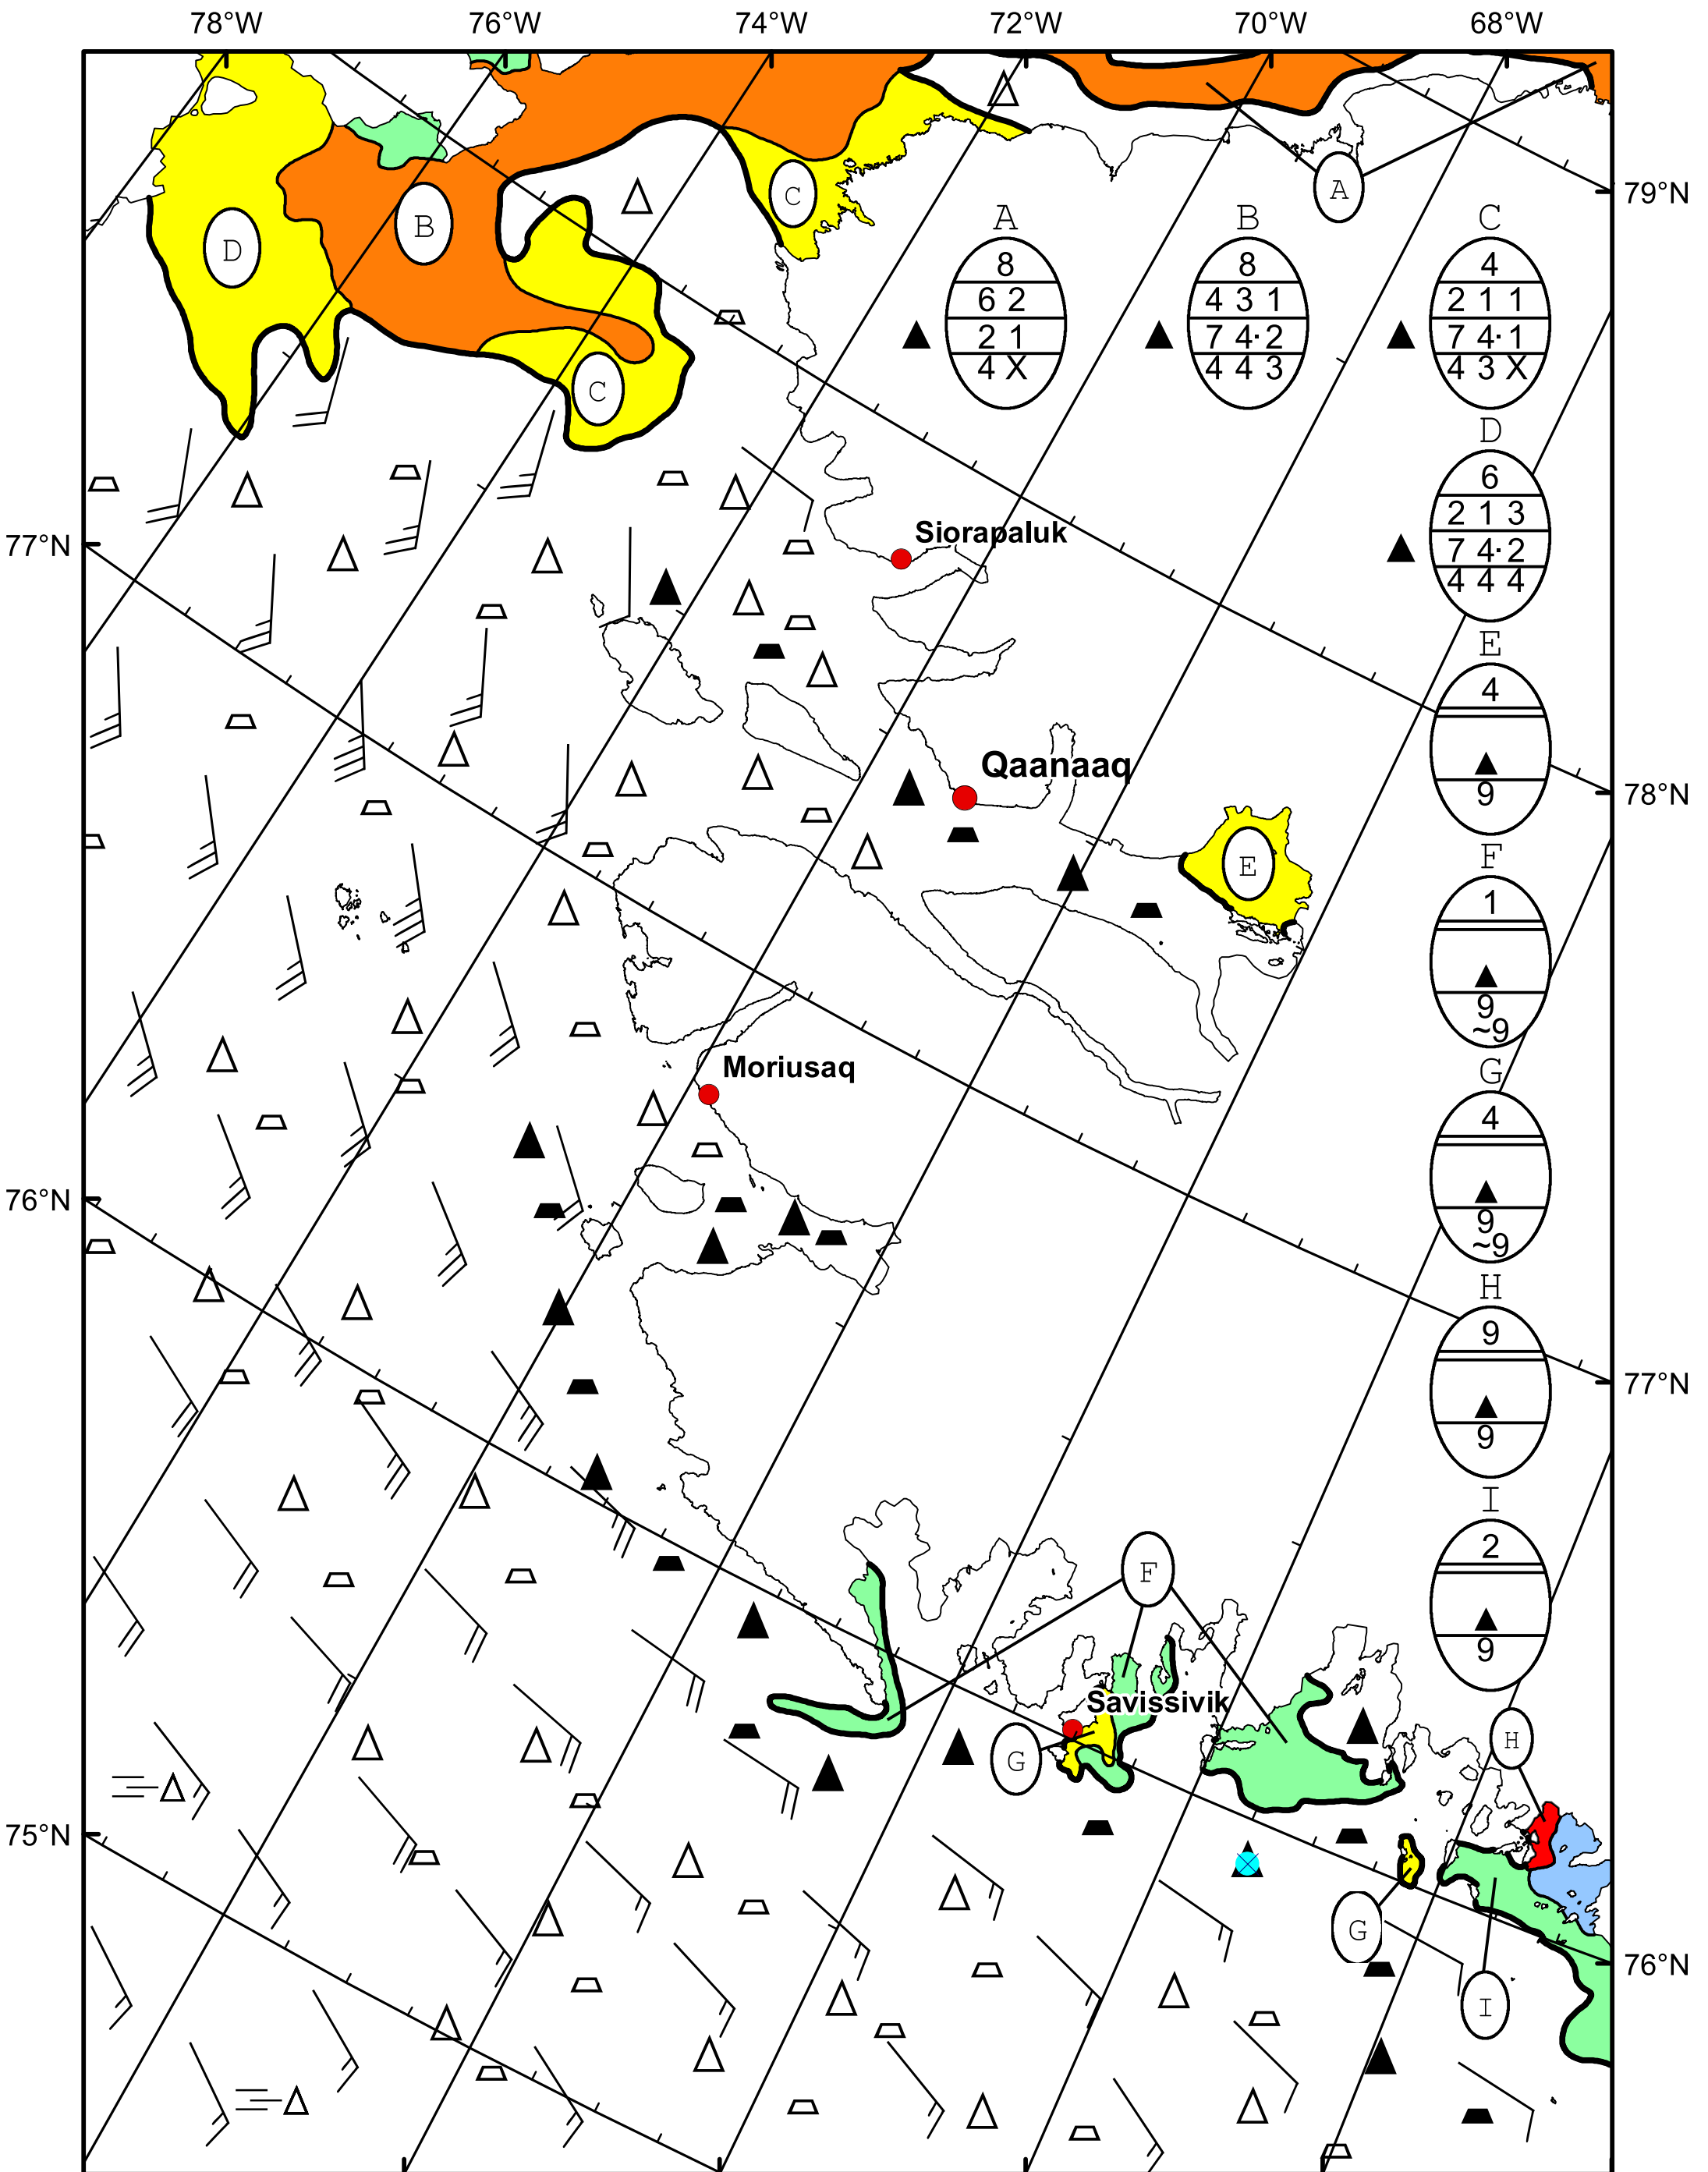 78°W 76°W 74°W 72°W 70°W 68°W
79°N
A
C
B
D
A B C
8 8 4
6 2 4 3 1 2 1 1
2 1 7 4· 2 7 4· 1
4 X 4 4 3 4 3 X
C
D
6
2 1 3
7 4· 2
4 4 4
77°N
Siorapaluk
E
4
9
Qaanaaq
78°N
E
F
1
9
~9
Moriusaq
G
4
9
~9
76°N
H
9
9
77°N
I
2
9
F
Savissivik
G
H
75°N
G
76°N
I